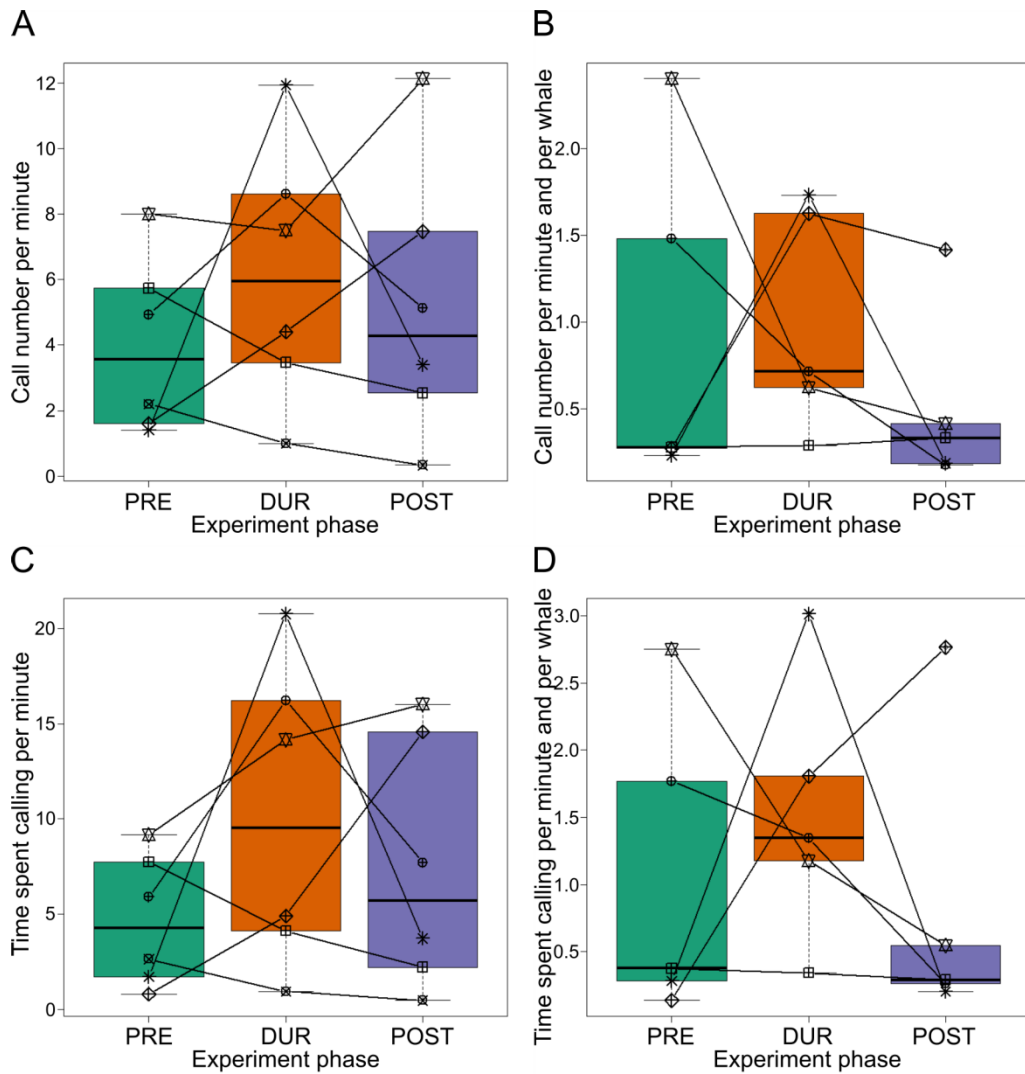 A
Call number per minute
12
10
8
6
4
2
0
PRE
DUR
POST
Experiment phase
B
Call number per minute and per whale
2.0
1.5
1.0
0.5
PRE
DUR
POST
Experiment phase
C
Time spent calling per minute
20
15
10
5
0
PRE
DUR
POST
Experiment phase
D
Time spent calling per minute and per whale
3.0
2.5
2.0
1.5
1.0
0.5
PRE
DUR
POST
Experiment phase